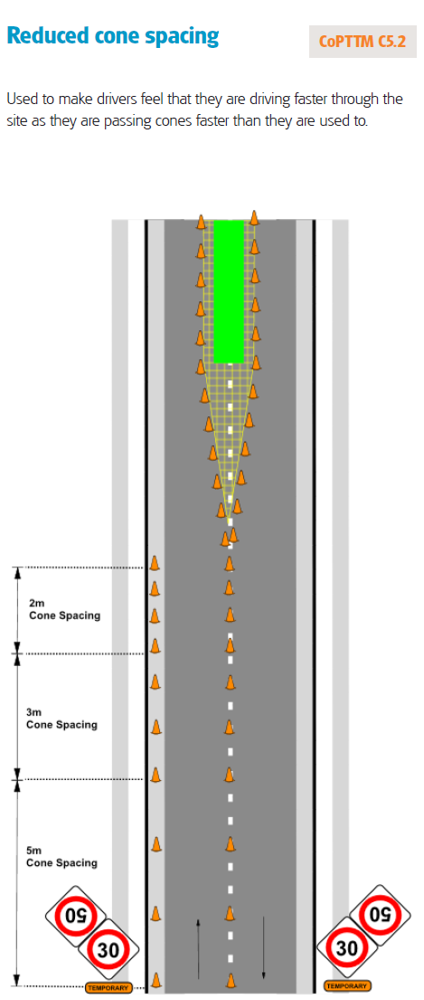 Reduced cone spacing
CoPTTM C5.2
Used to make drivers feel that they are driving faster through the
site as they are passing cones faster than they are used to.
2m
Cone Spacing
3m
Cone Spacing
5m
Cone Spacing
50
30
TEMPORARY
50
30
TEMPORARY